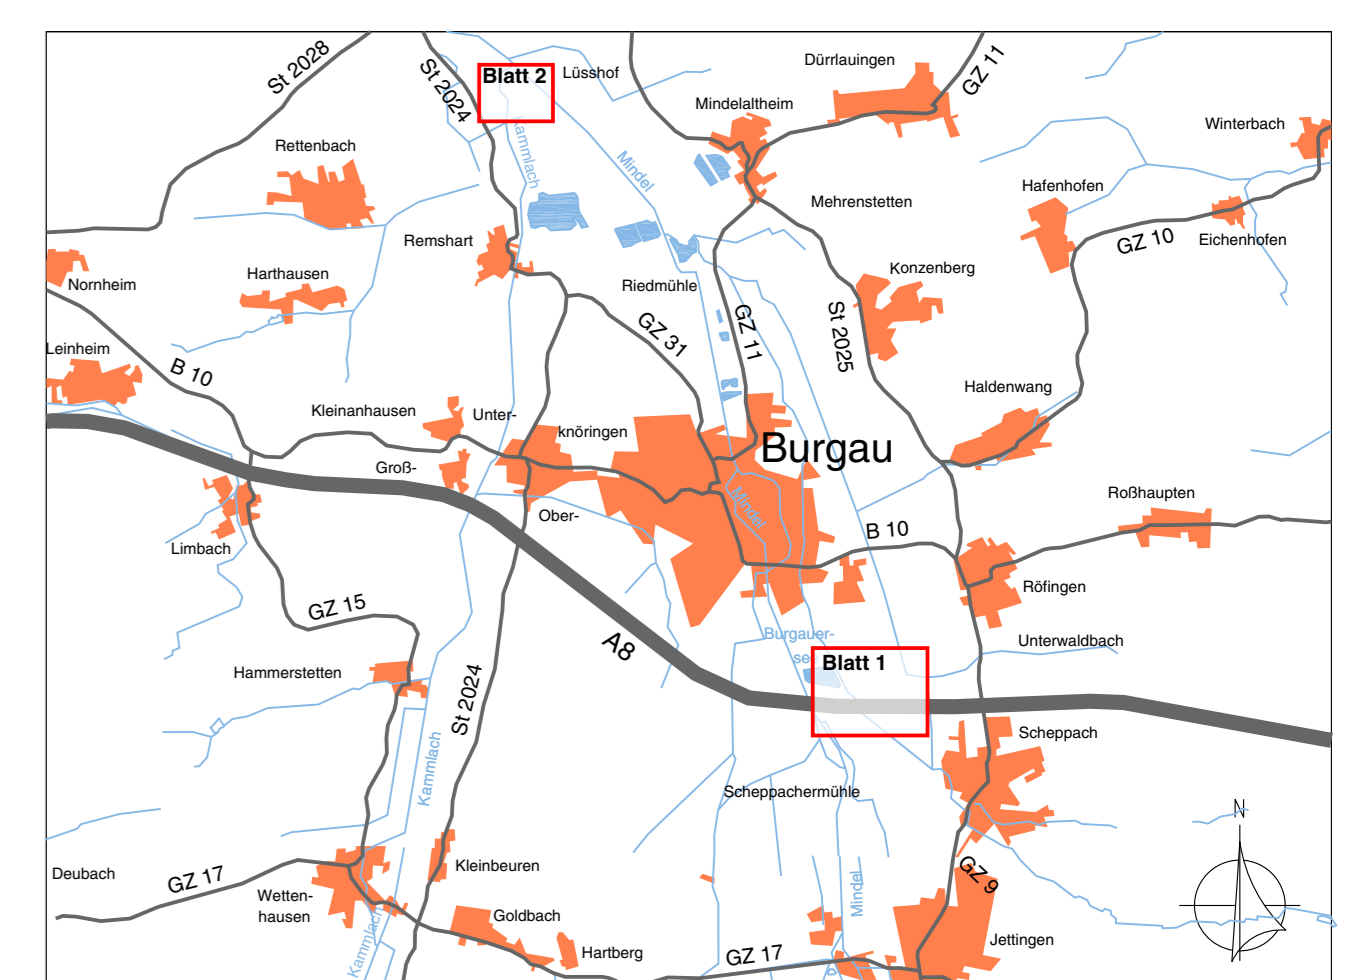 St 2028
St 2024
Blatt 2
Lüsshof
Dürrlauingen
GZ 11
Mindelaltheim
Winterbach
Rettenbach
Kammlach
Mindel
Hafenhofen
Mehrenstetten
Remshart
GZ 10
Eichenhofen
Nornheim
Harthausen
Riedmühle
Konzenberg
GZ 31
GZ 11
St 2025
Leinheim
B 10
Haldenwang
Kleinanhausen
Unter-
knöringen
Burgau
Groß-
Mindel
Roßhaupten
Ober-
B 10
Limbach
Röfingen
GZ 15
A8
Burgauer-
se
Unterwaldbach
Blatt 1
Hammerstetten
St 2024
Kammlach
Scheppach
Scheppachermühle
N
Deubach
GZ 17
Kleinbeuren
GZ 9
Mindel
Wetten-
hausen
Kammlach
Goldbach
Hartberg
GZ 17
Jettingen